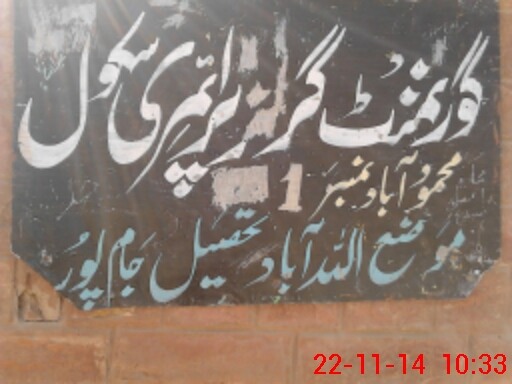 گورنمنٹ گرلز پرائمری سکول
محمود آباد نمبر 1
موضع اللہ آباد تحصیل جام پور
22-11-14 10:33